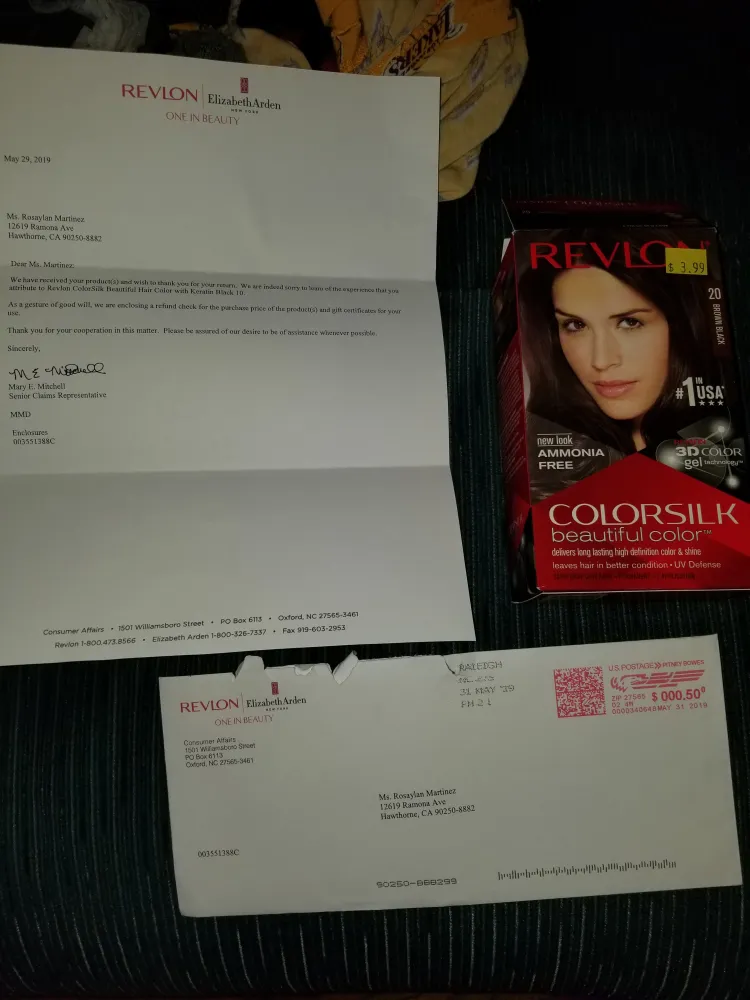 LAKERS
REVLON
Elizabeth Arden
NEW YORK
ONE IN BEAUTY
May 29, 2019
Ms. Rosaylan Martinez
12619 Ramona Ave
Hawthorne, CA 90250-8882
Dear Ms. Martinez:
We have received your product(s) and wish to thank you for your return. We are indeed sorry to learn of the experience that you
attribute to Revlon ColorSilk Beautiful Hair Color with Keratin Black 10.
As a gesture of good will, we are enclosing a refund check for the purchase price of the product(s) and gift certificates for your
use.
Thank you for your cooperation in this matter. Please be assured of our desire to be of assistance whenever possible.
Sincerely,
M E Mitchell
Mary E. Mitchell
Senior Claims Representative
MMD
Enclosures
003551388C
Consumer Affairs • 1501 Williamsboro Street • PO Box 6113 • Oxford, NC 27565-3461
Revlon 1-800.473.8566 • Elizabeth Arden 1-800-326-7337 • Fax 919-603-2953
REVLON
$ 3.99
20
BROWN BLACK
#1 IN USA*
new look
AMMONIA
FREE
3D COLOR
gel technology™
COLORSILK
beautiful color™
delivers long lasting high definition color & shine
leaves hair in better condition • UV Defense
REVLON
Elizabeth Arden
NEW YORK
ONE IN BEAUTY
Consumer Affairs
1501 Williamsboro Street
PO Box 6113
Oxford, NC 27565-3461
RALEIGH
31 MAY '19
PM 2 L
U.S. POSTAGE PITNEY BOWES
ZIP 27565 $ 000.50⁰
02 4W
0000340649 MAY 31 2019
Ms. Rosaylan Martinez
12619 Ramona Ave
Hawthorne, CA 90250-8882
003551388C
90250-888299